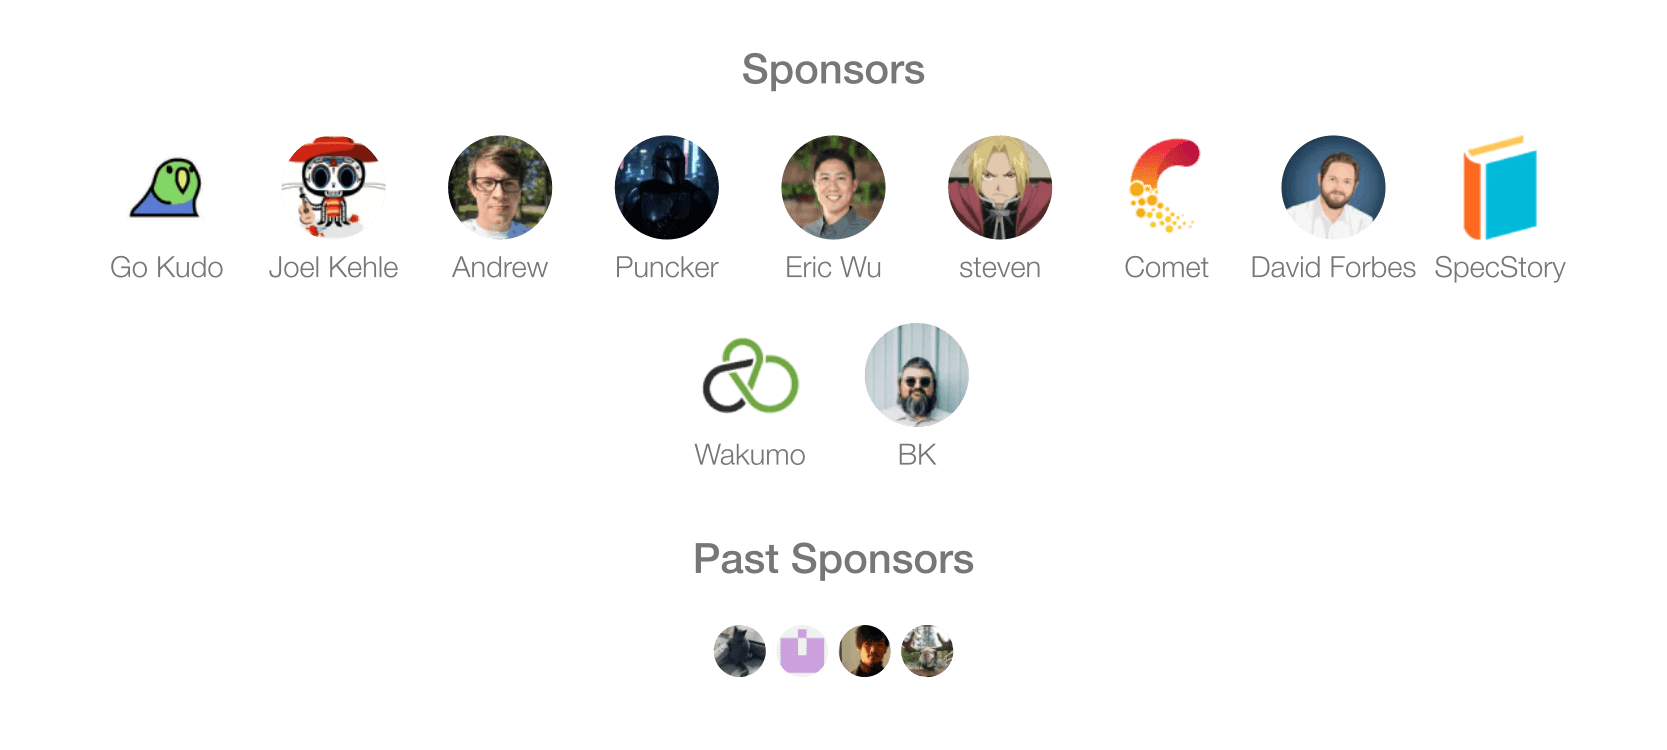 Sponsors
Go Kudo Joel Kehle Andrew Puncker Eric Wu steven Comet David Forbes SpecStory
Wakumo BK
Past Sponsors